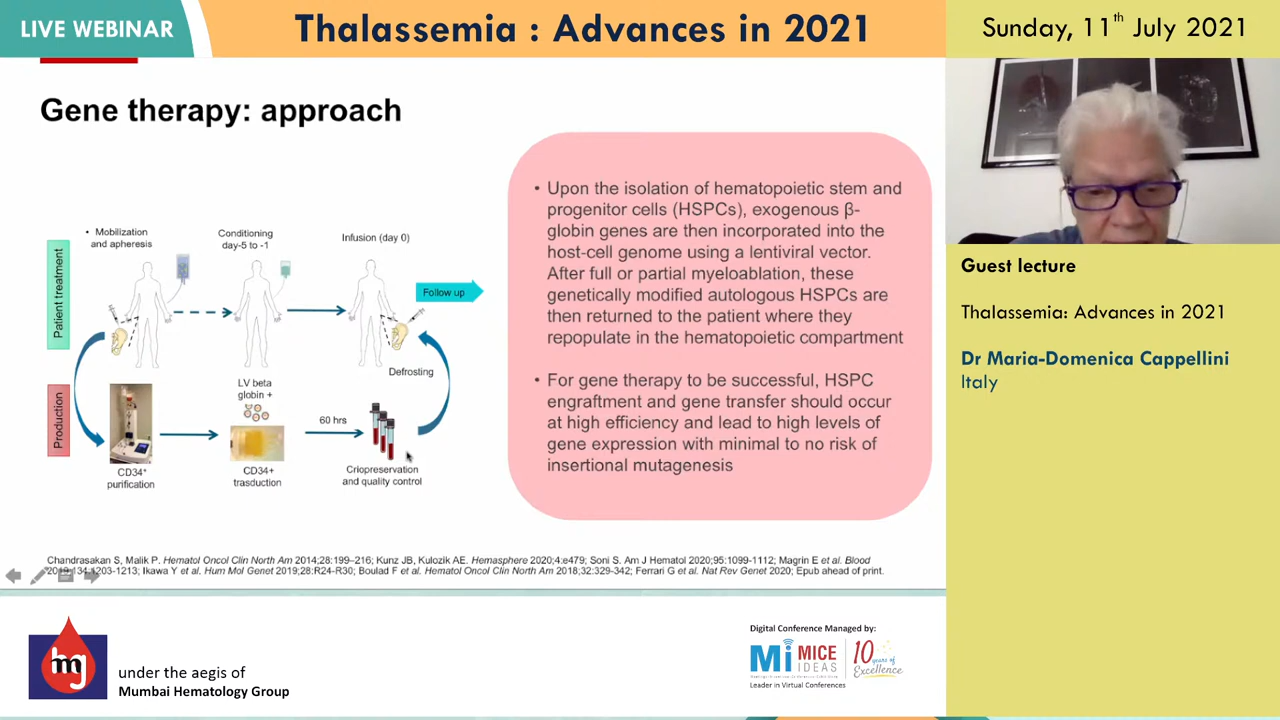 LIVE WEBINAR
Thalassemia : Advances in 2021
Sunday, 11th July 2021
Gene therapy: approach
• Mobilization
and apheresis
Conditioning
day-5 to -1
Infusion (day 0)
Patient treatment
Follow up
Defrosting
Production
LV beta
globin +
60 hrs
CD34+
purification
CD34+
trasduction
Criopreservation
and quality control
• Upon the isolation of hematopoietic stem and
progenitor cells (HSPCs), exogenous β-
globin genes are then incorporated into the
host-cell genome using a lentiviral vector.
After full or partial myeloablation, these
genetically modified autologous HSPCs are
then returned to the patient where they
repopulate in the hematopoietic compartment
• For gene therapy to be successful, HSPC
engraftment and gene transfer should occur
at high efficiency and lead to high levels of
gene expression with minimal to no risk of
insertional mutagenesis
Chandrasakan S, Malik P. Hematol Oncol Clin North Am 2014;28:199–216; Kunz JB, Kulozik AE. Hemasphere 2020;4:e479; Soni S. Am J Hematol 2020;95:1099-1112; Magrin E et al. Blood
2019;134:1203-1213; Ikawa Y et al. Hum Mol Genet 2019;28:R24-R30; Boulad F et al. Hematol Oncol Clin North Am 2018;32:329-342; Ferrari G et al. Nat Rev Genet 2020; Epub ahead of print.
Guest lecture
Thalassemia: Advances in 2021
Dr Maria-Domenica Cappellini
Italy
hmg
under the aegis of
Mumbai Hematology Group
Digital Conference Managed by:
Mi MICE
IDEAS
10 years of
Excellence
Leader in Virtual Conferences